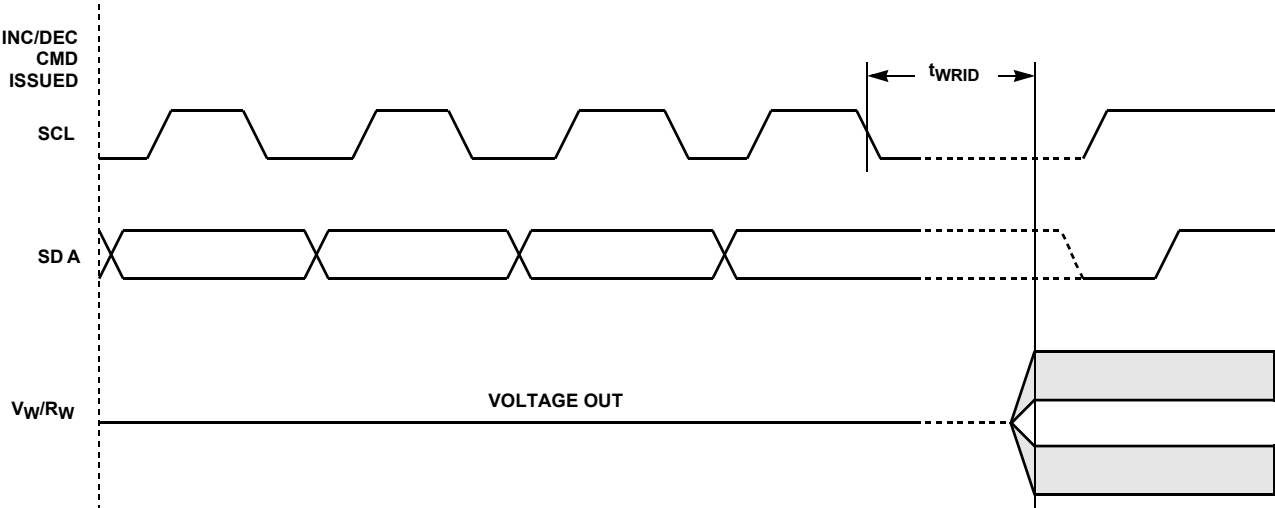 INC/DEC
CMD
ISSUED
tWRID
SCL
SD A
VOLTAGE OUT
VW/RW